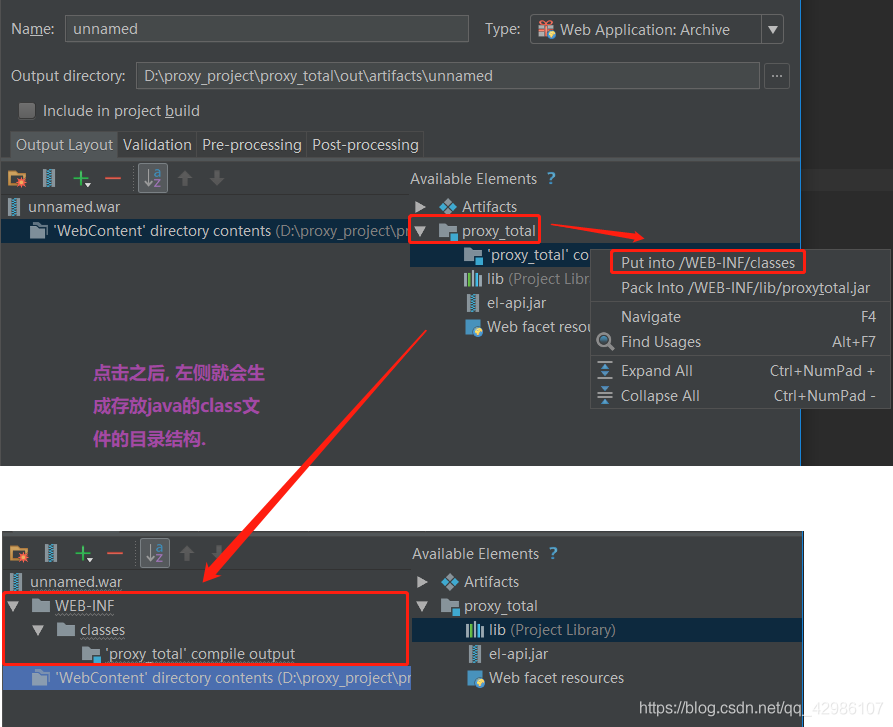 Name: unnamed Type: Web Application: Archive
Output directory: D:\proxy_project\proxy_total\out\artifacts\unnamed ...
Include in project build
Output Layout Validation Pre-processing Post-processing
Available Elements ?
unnamed.war
Artifacts
'WebContent' directory contents (D:\proxy_project\pr
proxy_total
'proxy_total' co
lib (Project Libr
el-api.jar
Web facet resou
Put into /WEB-INF/classes
Pack Into /WEB-INF/lib/proxytotal.jar
Navigate F4
Find Usages Alt+F7
Expand All Ctrl+NumPad +
Collapse All Ctrl+NumPad -
点击之后, 左侧就会生
成存放java的class文
件的目录结构.
Available Elements ?
unnamed.war
Artifacts
WEB-INF
proxy_total
classes
lib (Project Library)
'proxy_total' compile output
el-api.jar
'WebContent' directory contents (D:\proxy_project\pr
Web facet resources
https://blog.csdn.net/qq_42986107